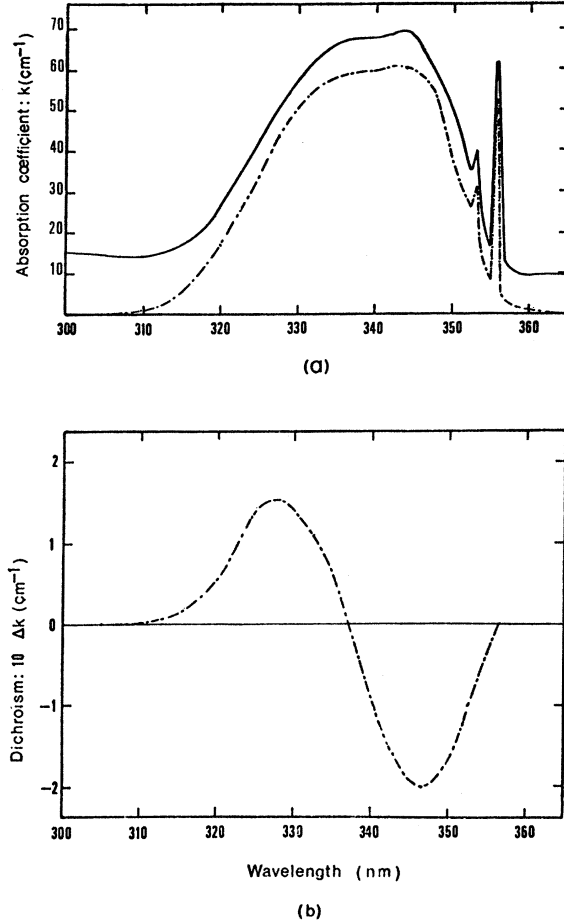 Absorption cœfficient: k(cm⁻¹)
70
60
50
40
30
20
10
300 310 320 330 340 350 360
(a)
Dichroism: 10 Δk (cm⁻¹)
2
1
0
−1
−2
300 310 320 330 340 350 360
Wavelength (nm)
(b)